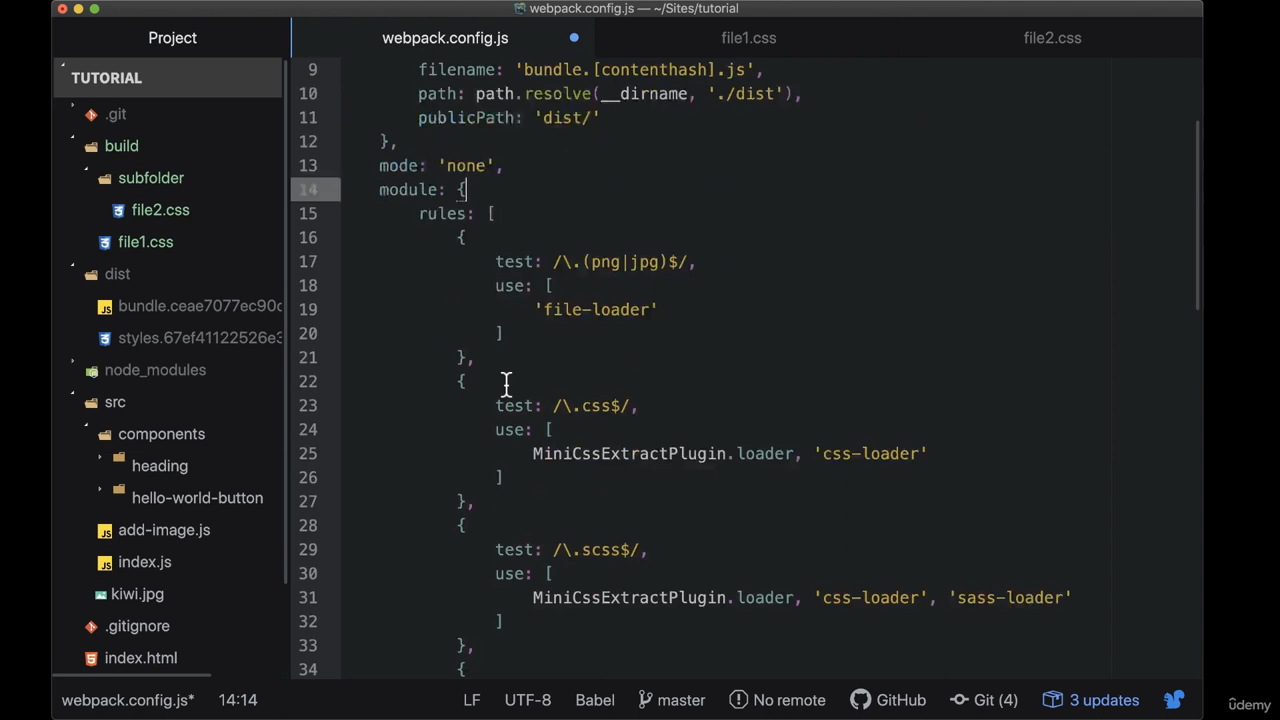 webpack.config.js — ~/Sites/tutorial
Project
webpack.config.js
file1.css
file2.css
TUTORIAL
.git
build
subfolder
file2.css
file1.css
dist
bundle.ceae7077ec90c
styles.67ef41122526e3
node_modules
src
components
heading
hello-world-button
add-image.js
index.js
kiwi.jpg
.gitignore
index.html
9 filename: 'bundle.[contenthash].js',
10 path: path.resolve(__dirname, './dist'),
11 publicPath: 'dist/'
12 },
13 mode: 'none',
14 module: {
15 rules: [
16 {
17 test: /\.(png|jpg)$/,
18 use: [
19 'file-loader'
20 ]
21 },
22 {
23 test: /\.css$/,
24 use: [
25 MiniCssExtractPlugin.loader, 'css-loader'
26 ]
27 },
28 {
29 test: /\.scss$/,
30 use: [
31 MiniCssExtractPlugin.loader, 'css-loader', 'sass-loader'
32 ]
33 },
34 {
webpack.config.js* 14:14 LF UTF-8 Babel master No remote GitHub Git (4) 3 updates
ûdemy